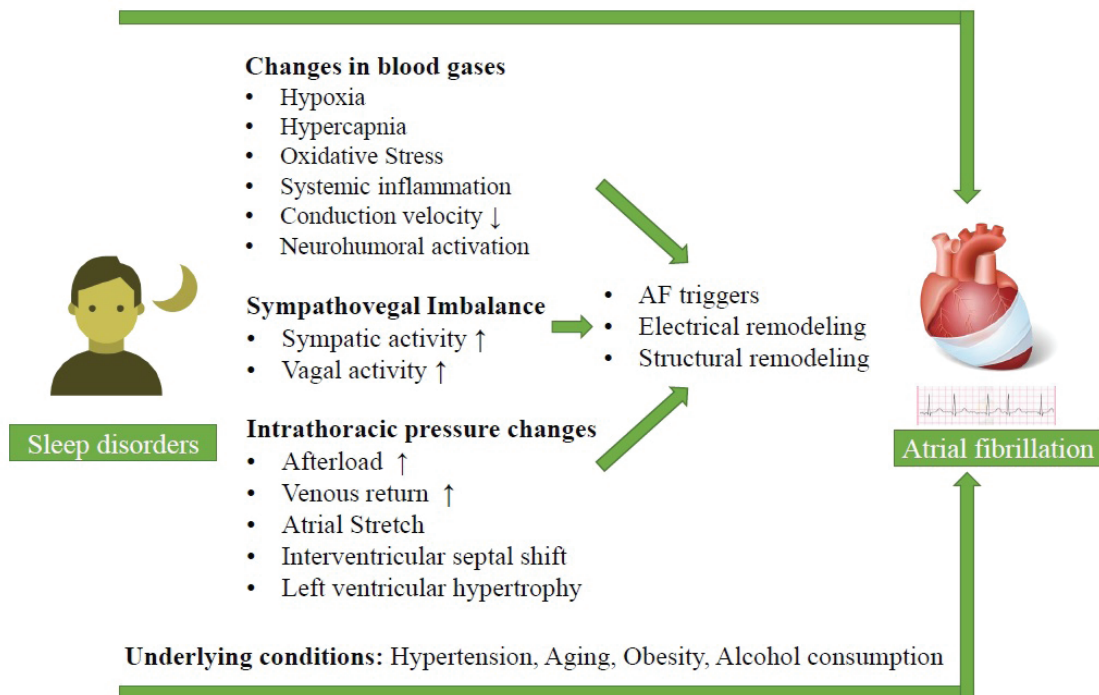 Changes in blood gases
• Hypoxia
• Hypercapnia
• Oxidative Stress
• Systemic inflammation
• Conduction velocity ↓
• Neurohumoral activation
Sympathovegal Imbalance
• Sympatic activity ↑
• Vagal activity ↑
Intrathoracic pressure changes
• Afterload ↑
• Venous return ↑
• Atrial Stretch
• Interventricular septal shift
• Left ventricular hypertrophy
Sleep disorders
• AF triggers
• Electrical remodeling
• Structural remodeling
Atrial fibrillation
Underlying conditions: Hypertension, Aging, Obesity, Alcohol consumption